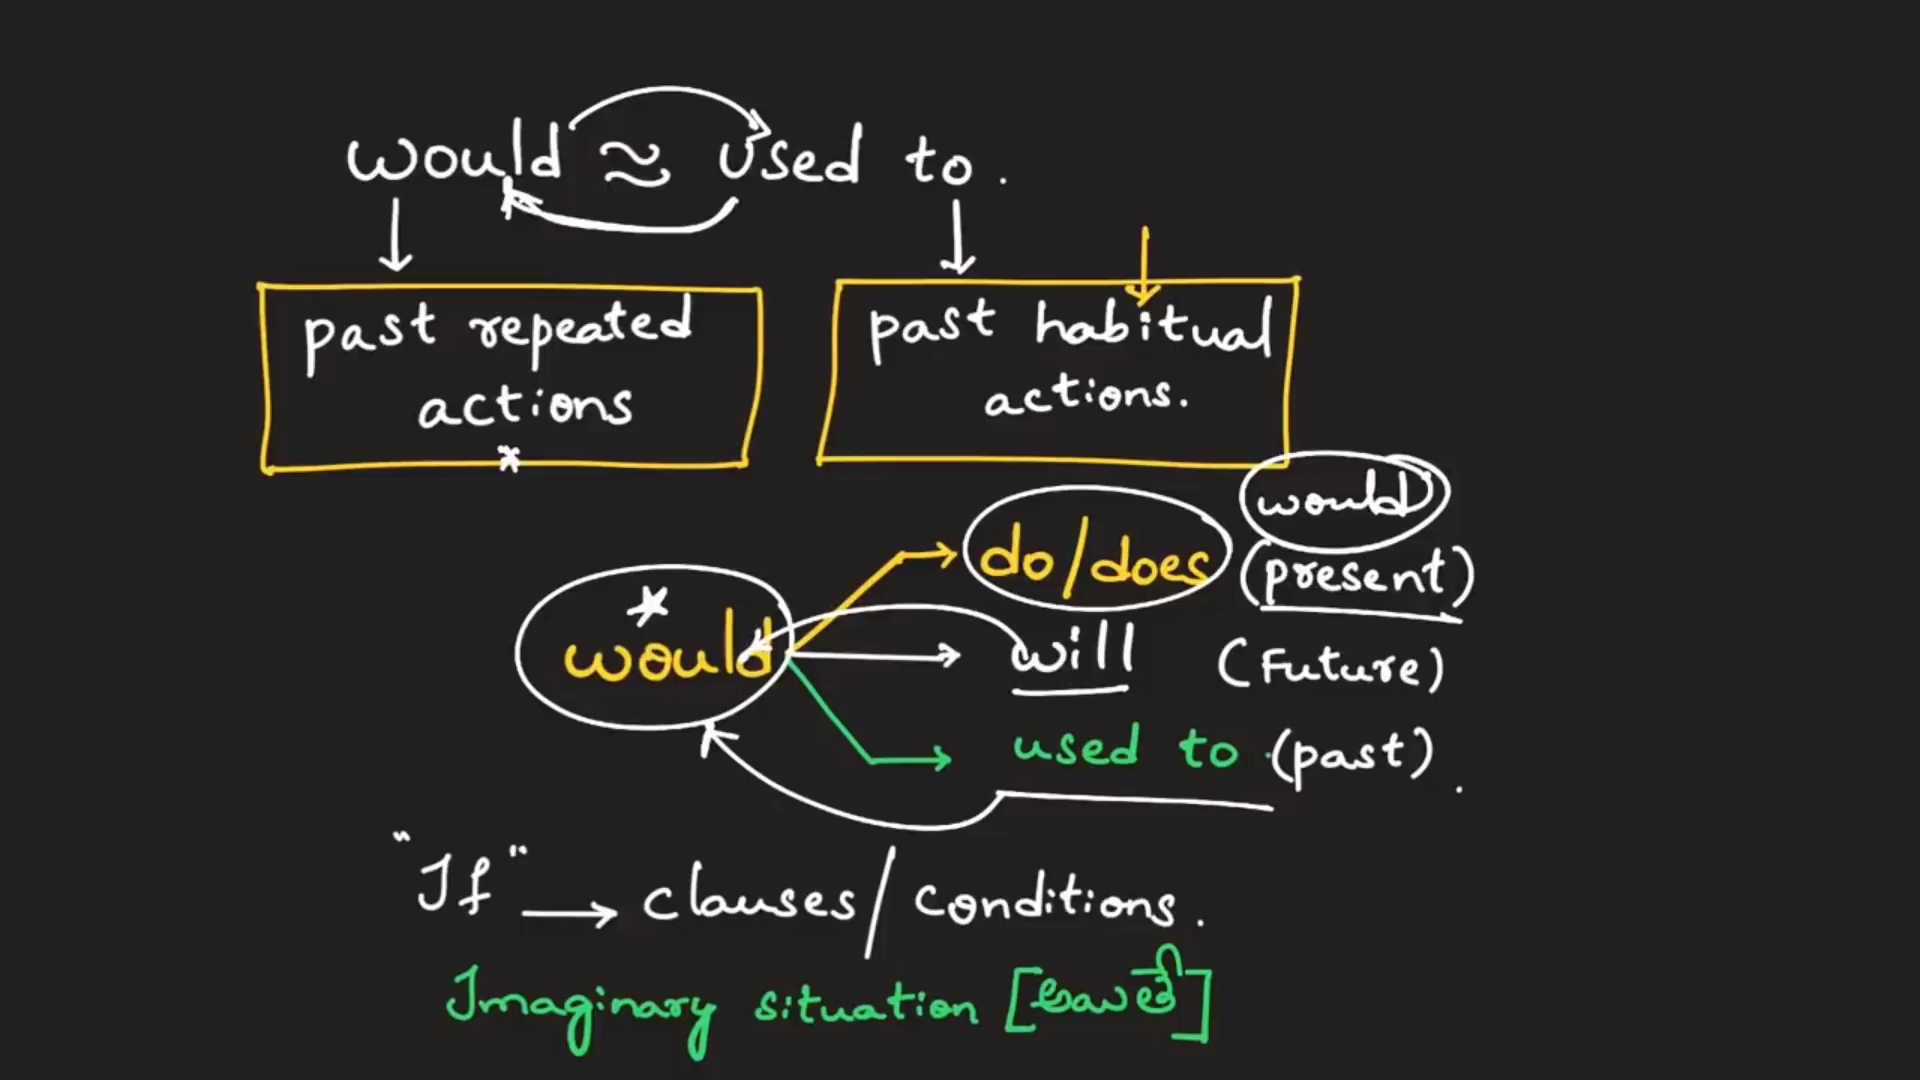 would ≈ used to.
past repeated
actions
*
past habitual
actions.
would
do/does (present)
*
would
will (Future)
used to (past).
"If" → clauses/conditions.
Imaginary situation [